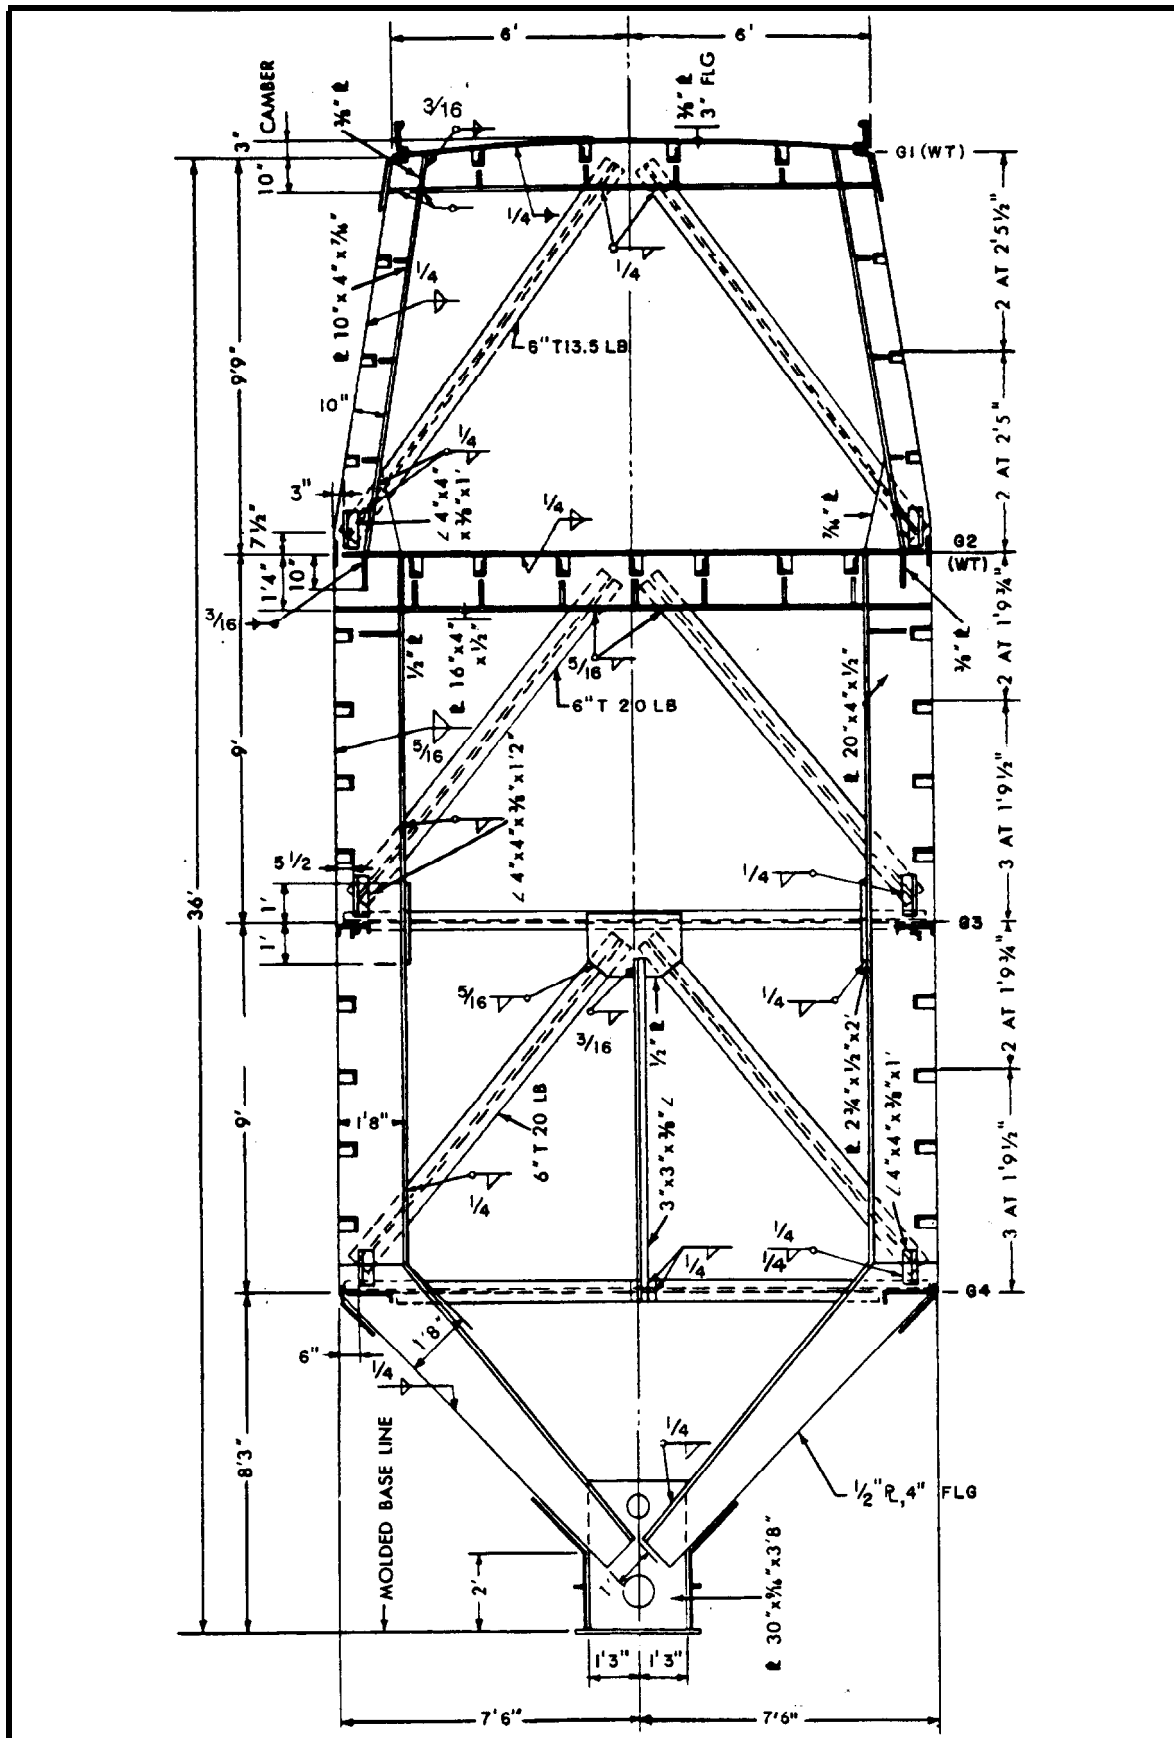 6' 6'
3" CAMBER
3/8" ℞
3/16
3/8" ℞
3" FLG
G1 (WT)
10"
1/4
1/4
℞ 10" x 4" x 7/16"
1/4
2 AT 2'5 1/2"
6" T 13.5 LB
9'9"
10"
1/4
2 AT 2'5"
3"
∠ 4" x 4"
x 3/8" x 1'
1/4
7/16" ℞
7 1/2"
G2
(WT)
1'4"
10"
3/16
1/2" ℞
℞ 16" x 4"
x 1/2"
5/16
6" T 20 LB
℞ 20" x 4" x 1/2"
3/8" ℞
2 AT 1'9 3/4"
5/16
9'
∠ 4" x 4" x 3/8" x 1'2"
3 AT 1'9 1/2"
5 1/2
1/4
36'
1'
G3
1'
5/16
3/16
1/2" ℞
1/4
℞ 2 3/4" x 1/2" x 2'
2 AT 1'9 3/4"
1'8"
6" T 20 LB
3" x 3" x 3/8" ∠
∠ 4" x 4" x 3/8" x 1'
9'
1/4
3 AT 1'9 1/2"
1/4
1/4
1/4
G4
1'8"
6"
1/4
MOLDED BASE LINE
8'3"
1/4
1/2" ℞, 4" FLG
1'
2'
℞ 30" x 9/16" x 3'8"
1'3" 1'3"
7'6" 7'6"